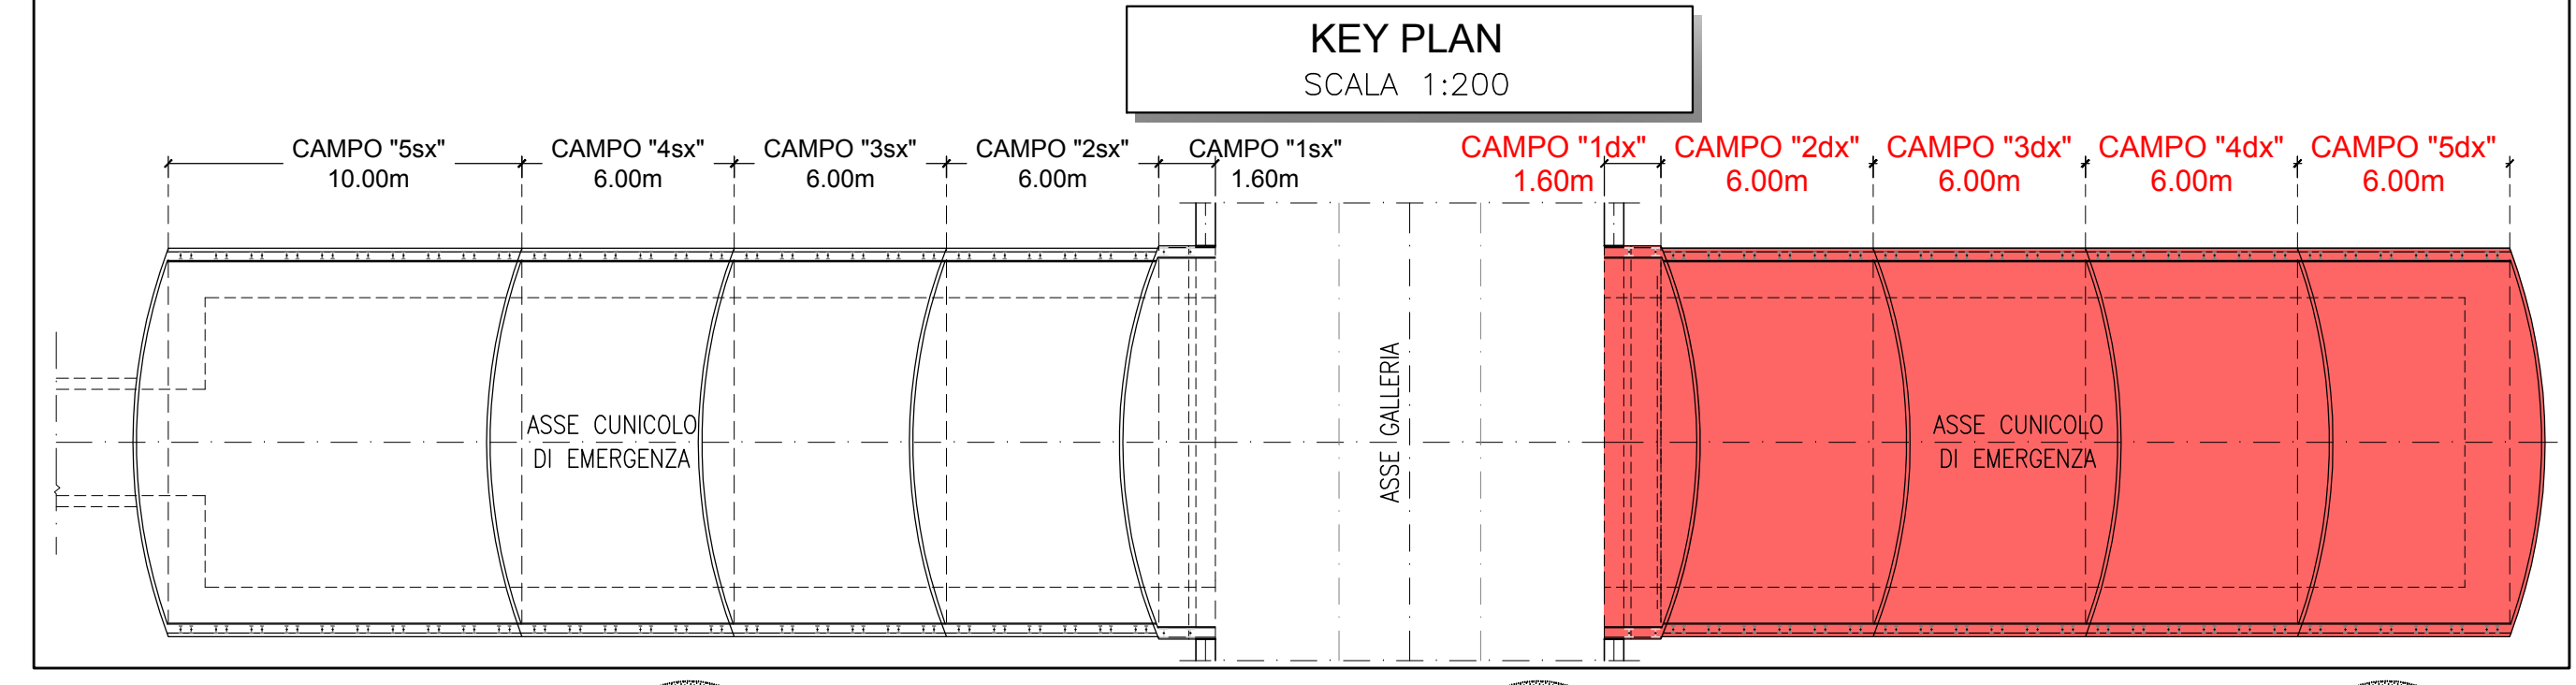 KEY PLAN
SCALA 1:200
CAMPO "5sx"
10.00m
CAMPO "4sx"
6.00m
CAMPO "3sx"
6.00m
CAMPO "2sx"
6.00m
CAMPO "1sx"
1.60m
CAMPO "1dx"
1.60m
CAMPO "2dx"
6.00m
CAMPO "3dx"
6.00m
CAMPO "4dx"
6.00m
CAMPO "5dx"
6.00m
ASSE CUNICOLO
DI EMERGENZA
ASSE GALLERIA
ASSE CUNICOLO
DI EMERGENZA